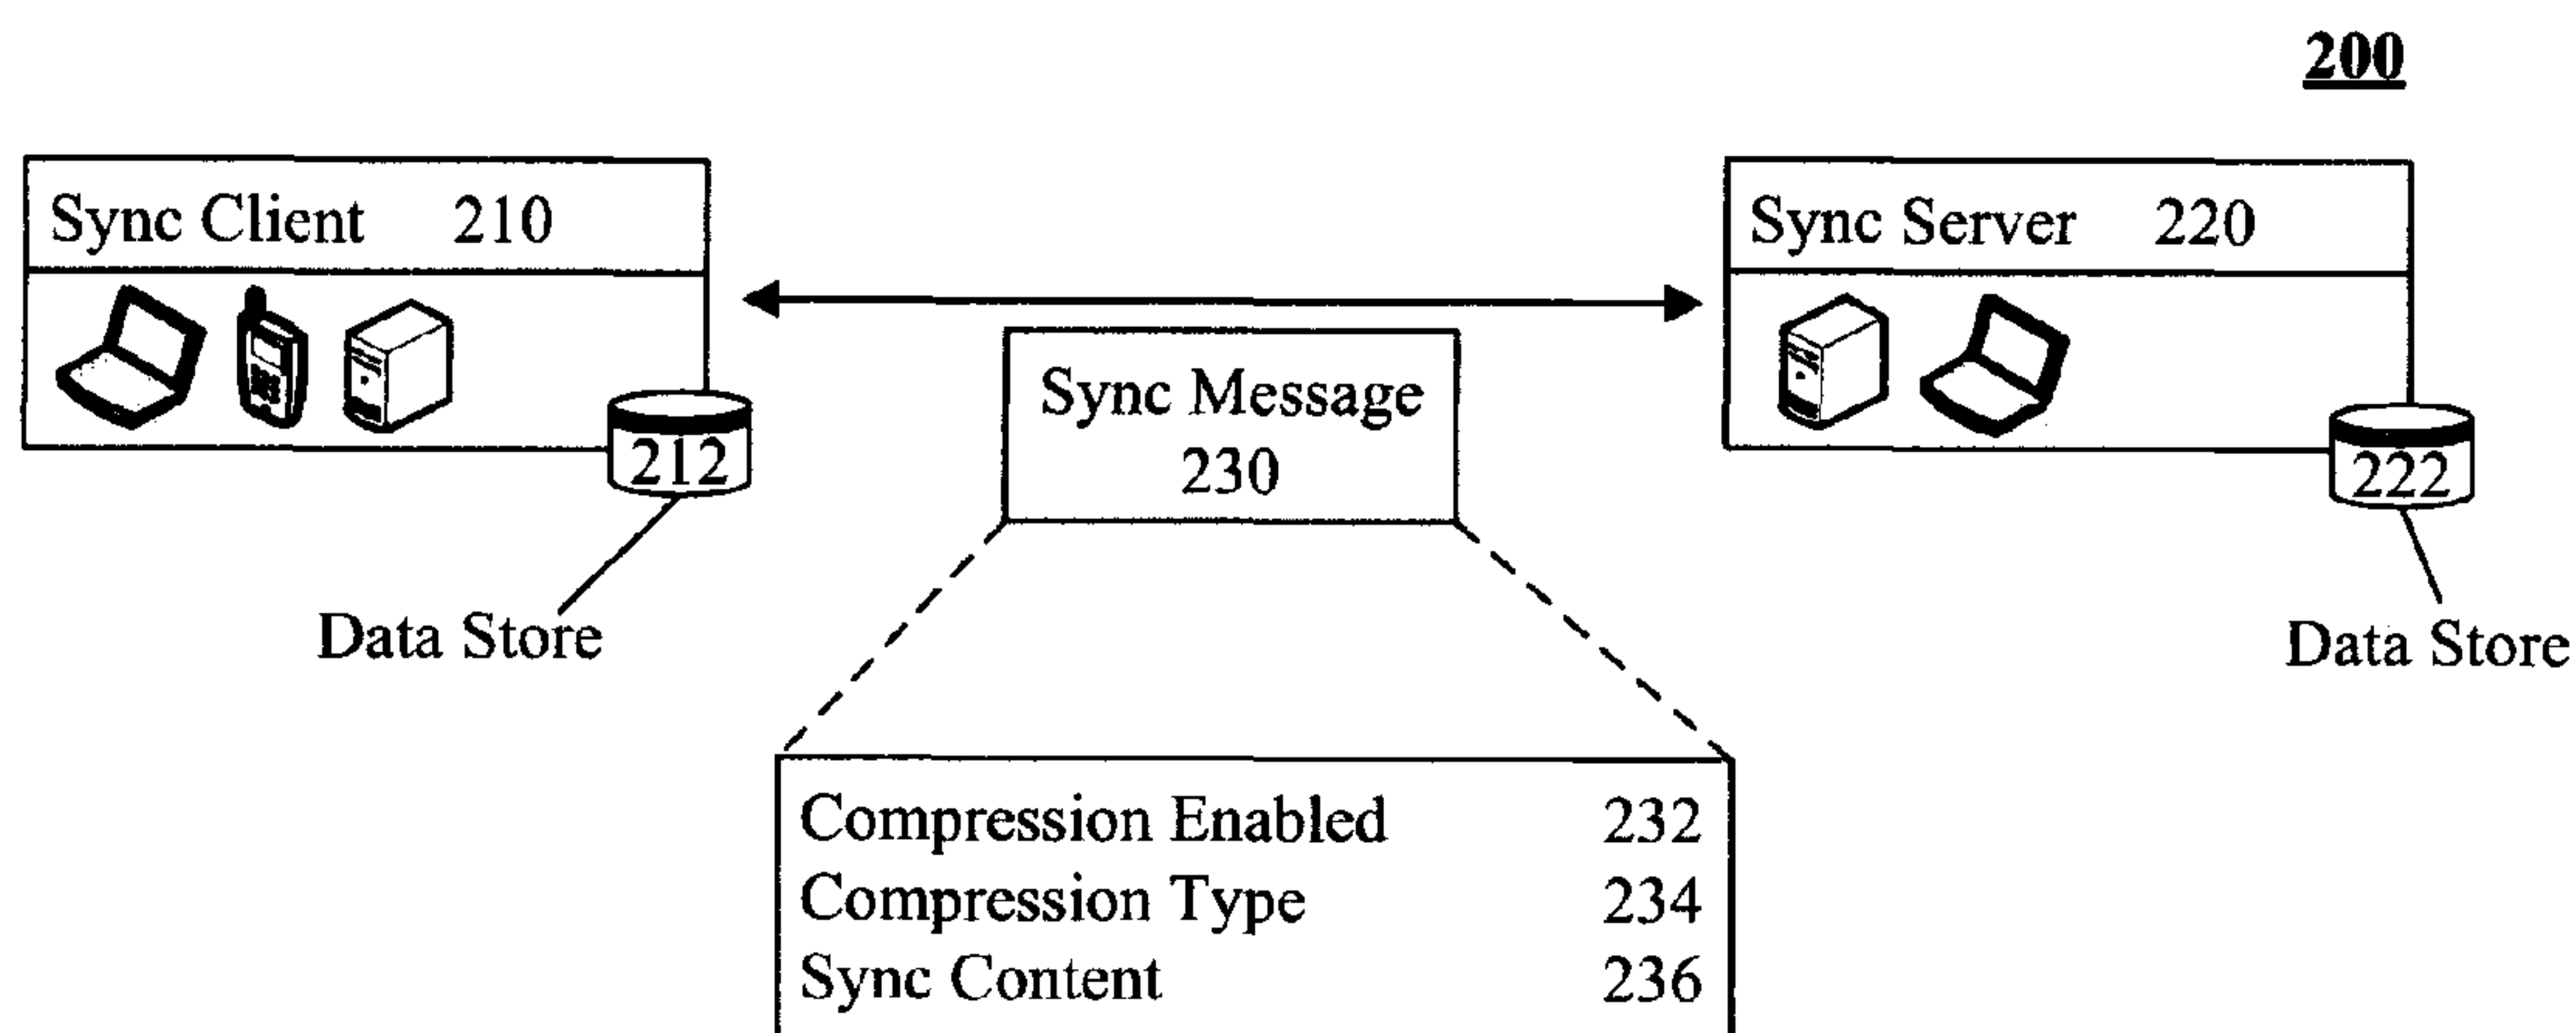 200
Sync Client 210
Sync Server 220
Sync Message
230
212
222
Data Store
Data Store
Compression Enabled 232
Compression Type 234
Sync Content 236